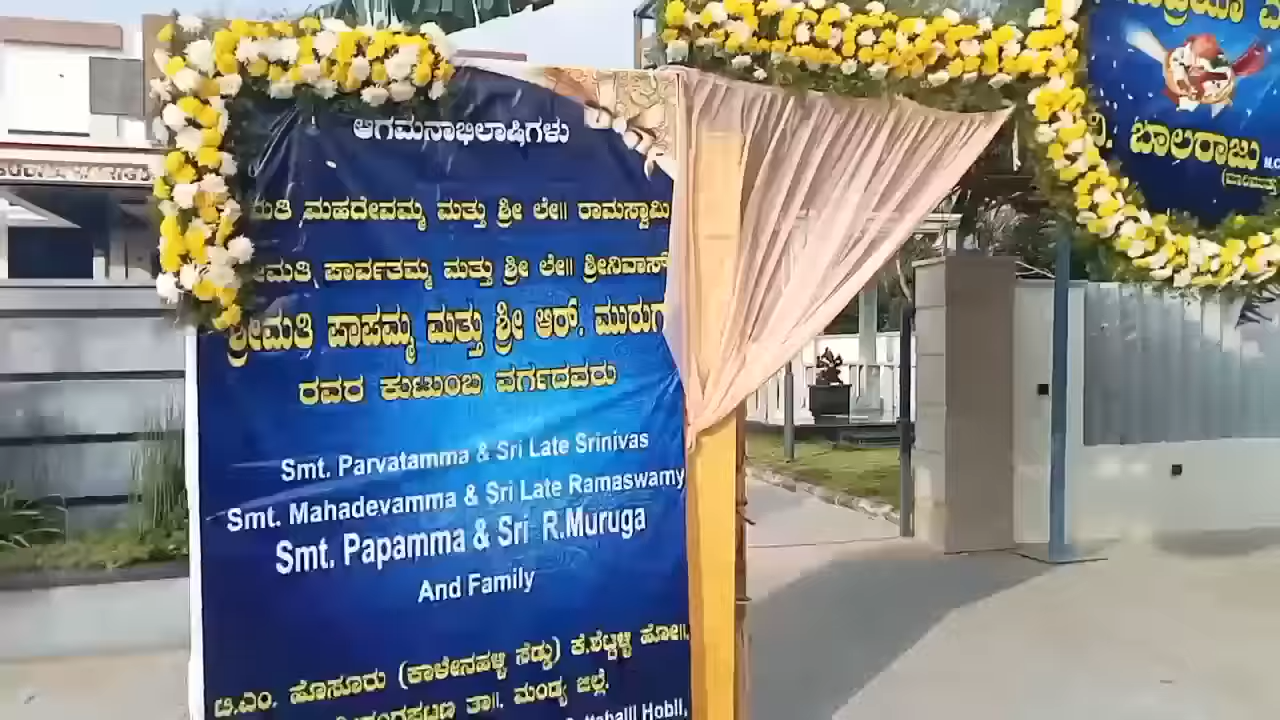 ಆಗಮನಾಭಿಲಾಷಿಗಳು
ಮಹದೇವಮ್ಮ ಮತ್ತು ಶ್ರೀ ಲೇ॥ ರಾಮಸ್ವಾಮಿ
ಪಾರ್ವತಮ್ಮ ಮತ್ತು ಶ್ರೀ ಲೇ॥ ಶ್ರೀನಿವಾಸ್
ಶ್ರೀಮತಿ ಪಾಪಮ್ಮ ಮತ್ತು ಶ್ರೀ ಆರ್. ಮುರುಗ
ರವರ ಕುಟುಂಬ ವರ್ಗದವರು
Smt. Parvatamma & Sri Late Srinivas
Smt. Mahadevamma & Sri Late Ramaswamy
Smt. Papamma & Sri R.Muruga
And Family
ಟಿ.ಎಂ. ಹೊಸೂರು (ಕಾಳೇನಹಳ್ಳಿ ಸೆಡ್ಡು) ಕೆ.ಶೆಟ್ಟಳ್ಳಿ ಹೋ॥.
ತಾ॥. ಮಂಡ್ಯ ಜಿಲ್ಲೆ.
Hobli,
ವಿ. ಬಾಲರಾಜು